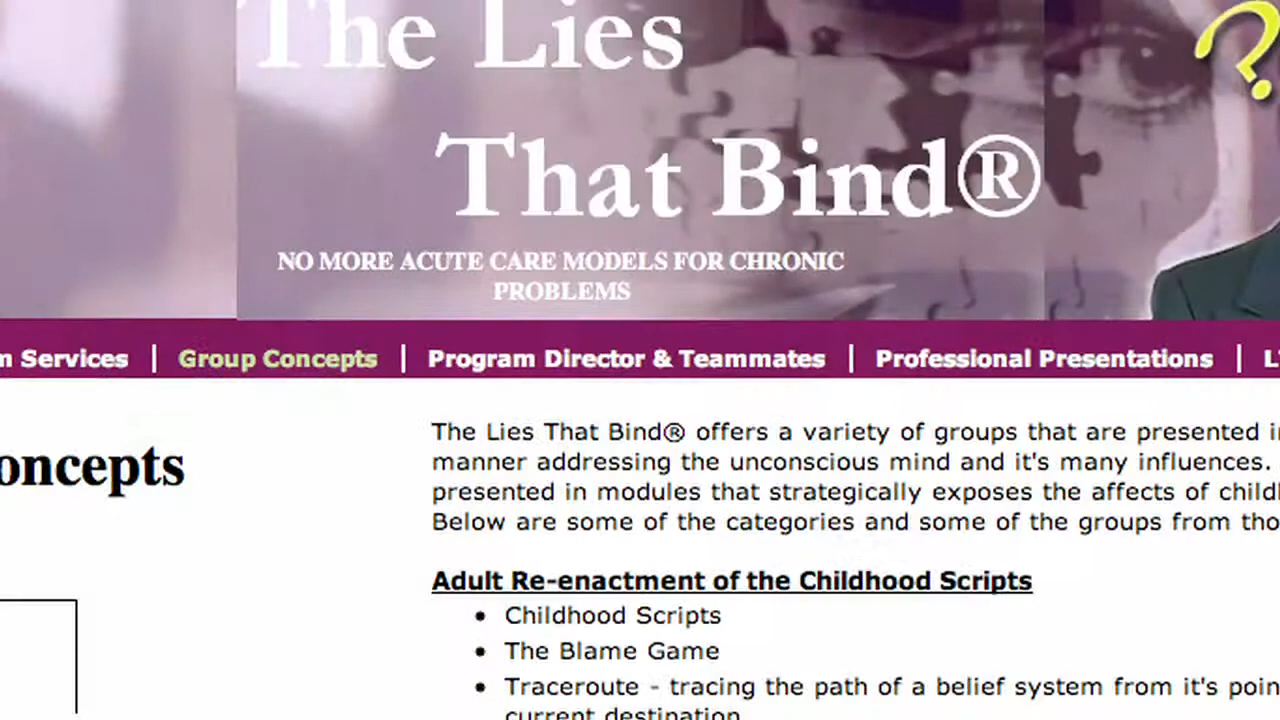 The Lies
That Bind®
?
NO MORE ACUTE CARE MODELS FOR CHRONIC
PROBLEMS
Services | Group Concepts | Program Director & Teammates | Professional Presentations |
The Lies That Bind® offers a variety of groups that are presented
manner addressing the unconscious mind and it's many influences.
presented in modules that strategically exposes the affects of
Below are some of the categories and some of the groups from
Adult Re-enactment of the Childhood Scripts
• Childhood Scripts
• The Blame Game
• Traceroute - tracing the path of a belief system from it's
current destination